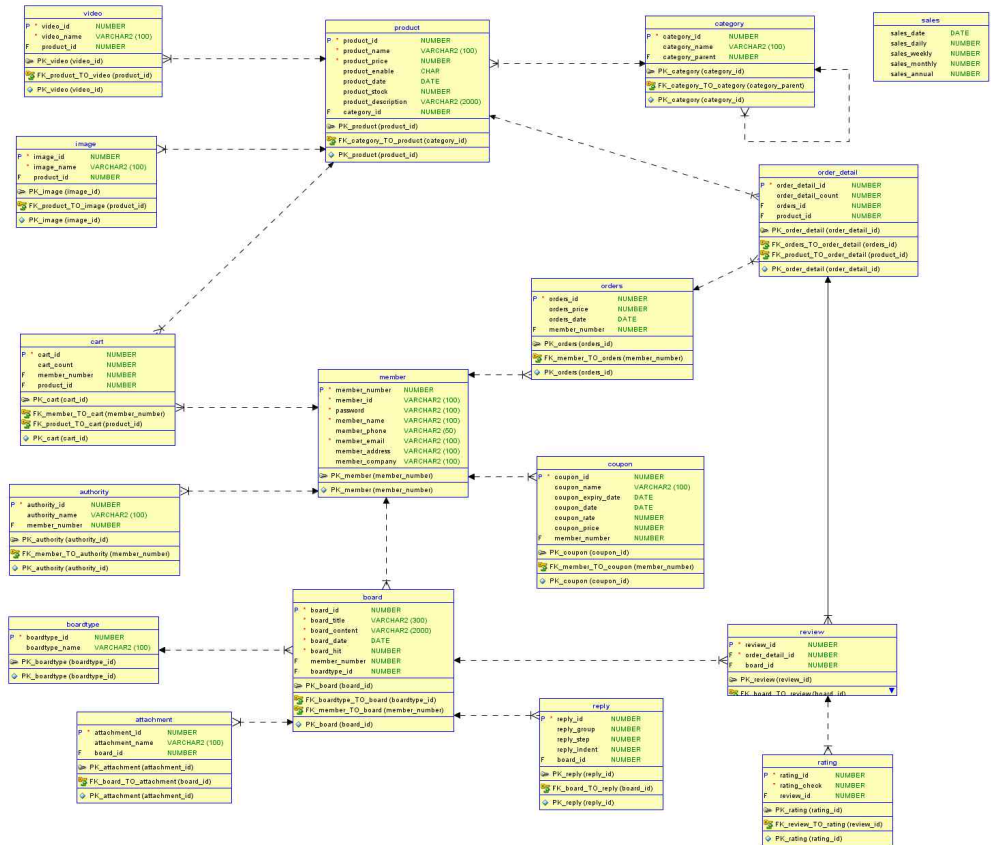 video
P * video_id NUMBER
* video_name VARCHAR2 (100)
F product_id NUMBER
PK_video (video_id)
FK_product_TO_video (product_id)
PK_video (video_id)
product
P * product_id NUMBER
* product_name VARCHAR2 (100)
* product_price NUMBER
product_enable CHAR
product_date DATE
product_stock NUMBER
product_description VARCHAR2 (2000)
F category_id NUMBER
PK_product (product_id)
FK_category_TO_product (category_id)
PK_product (product_id)
category
P * category_id NUMBER
category_name VARCHAR2 (100)
F category_parent NUMBER
PK_category (category_id)
FK_category_TO_category (category_parent)
PK_category (category_id)
sales
sales_date DATE
sales_daily NUMBER
sales_weekly NUMBER
sales_monthly NUMBER
sales_annual NUMBER
image
P * image_id NUMBER
* image_name VARCHAR2 (100)
F product_id NUMBER
PK_image (image_id)
FK_product_TO_image (product_id)
PK_image (image_id)
order_detail
P * order_detail_id NUMBER
order_detail_count NUMBER
F orders_id NUMBER
F product_id NUMBER
PK_order_detail (order_detail_id)
FK_orders_TO_order_detail (orders_id)
FK_product_TO_order_detail (product_id)
PK_order_detail (order_detail_id)
orders
P * orders_id NUMBER
orders_price NUMBER
orders_date DATE
F member_number NUMBER
PK_orders (orders_id)
FK_member_TO_orders (member_number)
PK_orders (orders_id)
cart
P * cart_id NUMBER
cart_count NUMBER
F member_number NUMBER
F product_id NUMBER
PK_cart (cart_id)
FK_member_TO_cart (member_number)
FK_product_TO_cart (product_id)
PK_cart (cart_id)
member
P * member_number NUMBER
* member_id VARCHAR2 (100)
* password VARCHAR2 (100)
* member_name VARCHAR2 (100)
member_phone VARCHAR2 (50)
* member_email VARCHAR2 (100)
member_address VARCHAR2 (100)
member_company VARCHAR2 (100)
PK_member (member_number)
PK_member (member_number)
coupon
P * coupon_id NUMBER
coupon_name VARCHAR2 (100)
coupon_expiry_date DATE
coupon_date DATE
coupon_rate NUMBER
coupon_price NUMBER
F member_number NUMBER
PK_coupon (coupon_id)
FK_member_TO_coupon (member_number)
PK_coupon (coupon_id)
authority
P * authority_id NUMBER
authority_name VARCHAR2 (100)
F member_number NUMBER
PK_authority (authority_id)
FK_member_TO_authority (member_number)
PK_authority (authority_id)
board
P * board_id NUMBER
* board_title VARCHAR2 (300)
* board_content VARCHAR2 (2000)
* board_date DATE
* board_hit NUMBER
F member_number NUMBER
F boardtype_id NUMBER
PK_board (board_id)
FK_boardtype_TO_board (boardtype_id)
FK_member_TO_board (member_number)
PK_board (board_id)
boardtype
P * boardtype_id NUMBER
boardtype_name VARCHAR2 (100)
PK_boardtype (boardtype_id)
PK_boardtype (boardtype_id)
review
P * review_id NUMBER
F * order_detail_id NUMBER
F board_id NUMBER
PK_review (review_id)
FK_board_TO_review (board_id)
attachment
P * attachment_id NUMBER
attachment_name VARCHAR2 (100)
F board_id NUMBER
PK_attachment (attachment_id)
FK_board_TO_attachment (board_id)
PK_attachment (attachment_id)
reply
P * reply_id NUMBER
reply_group NUMBER
reply_step NUMBER
reply_indent NUMBER
F board_id NUMBER
PK_reply (reply_id)
FK_board_TO_reply (board_id)
PK_reply (reply_id)
rating
P * rating_id NUMBER
* rating_check NUMBER
F review_id NUMBER
PK_rating (rating_id)
FK_review_TO_rating (review_id)
PK_rating (rating_id)